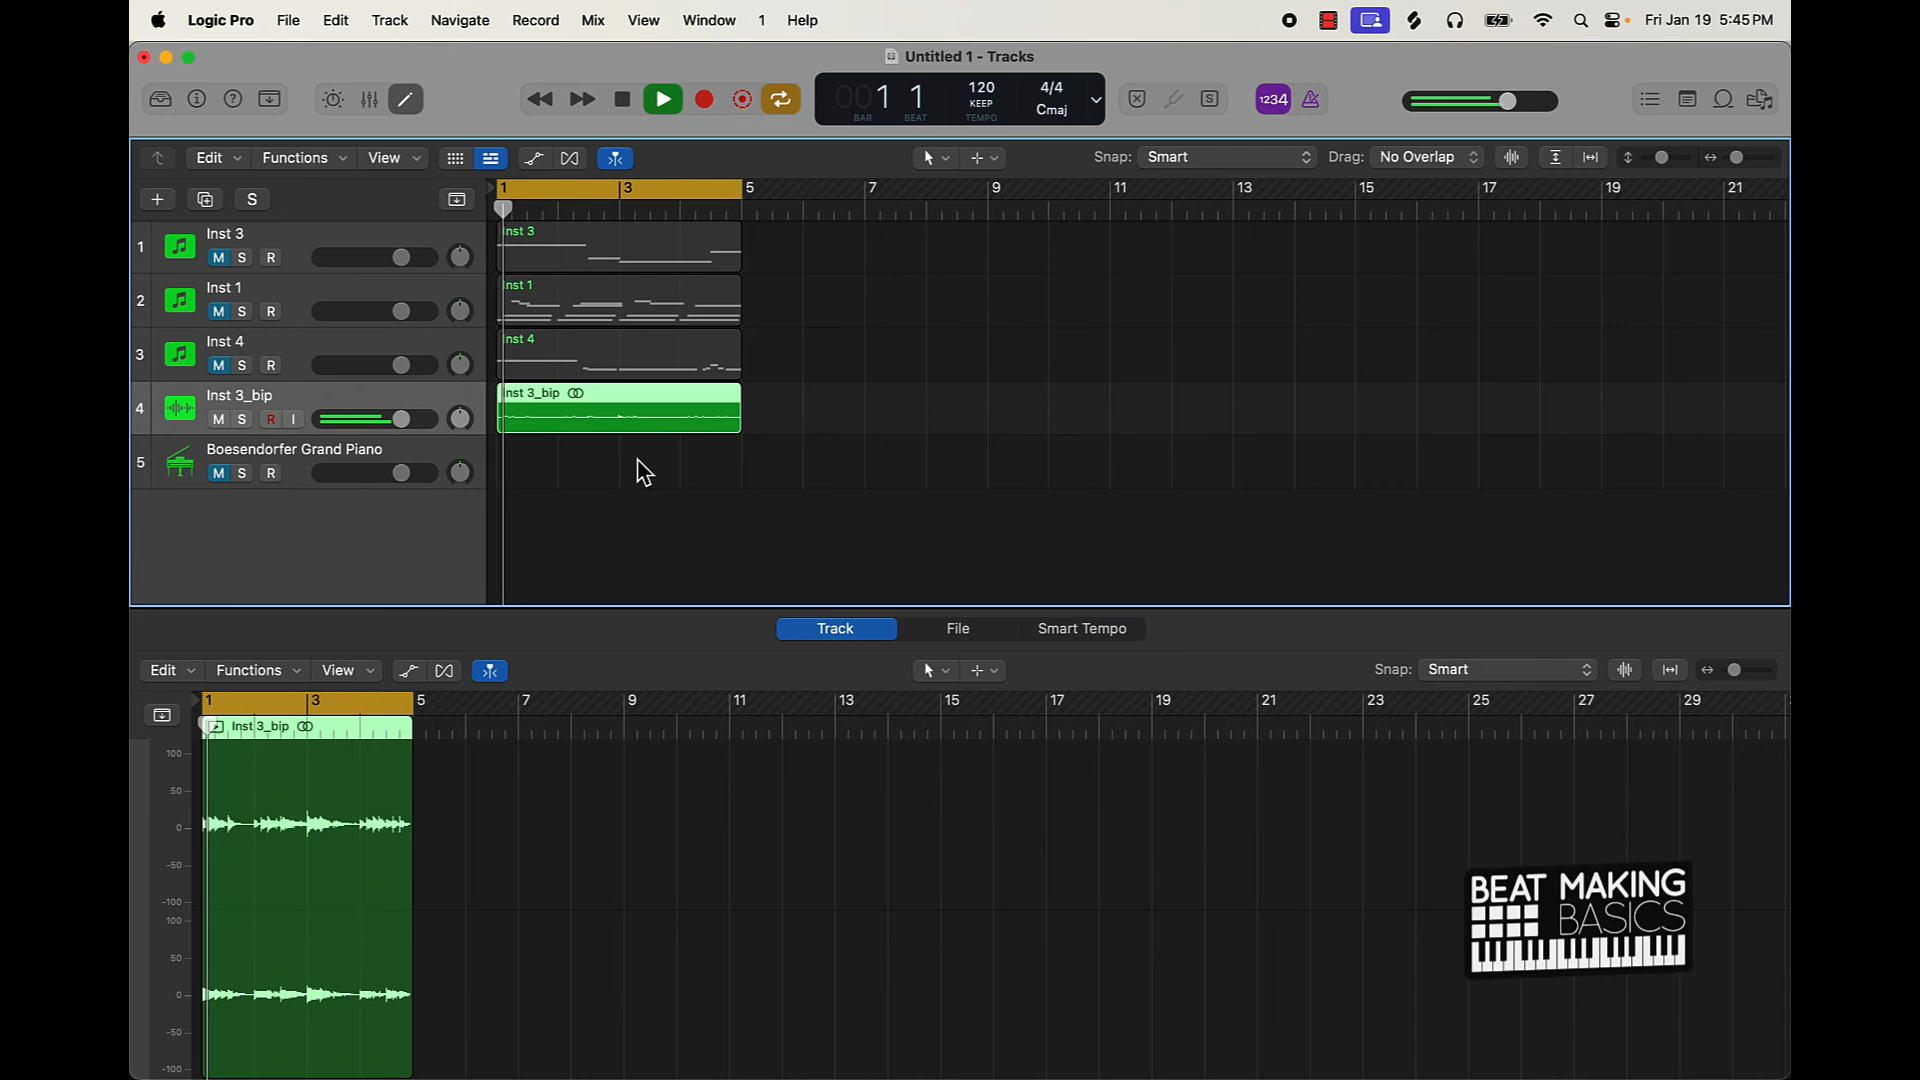 Logic Pro File Edit Track Navigate Record Mix View Window 1 Help Fri Jan 19 5:45 PM
Untitled 1 - Tracks
001 1 120 4/4
KEEP Cmaj
BAR BEAT TEMPO
1234
Edit Functions View Snap: Smart Drag: No Overlap
S
1 3 5 7 9 11 13 15 17 19 21
1 Inst 3
M S R
Inst 3
2 Inst 1
M S R
Inst 1
3 Inst 4
M S R
Inst 4
4 Inst 3_bip
M S R I
Inst 3_bip
5 Boesendorfer Grand Piano
M S R
Track File Smart Tempo
Edit Functions View Snap: Smart
1 3 5 7 9 11 13 15 17 19 21 23 25 27 29
Inst 3_bip
100
50
0
-50
-100
100
50
0
-50
-100
BEAT MAKING
BASICS